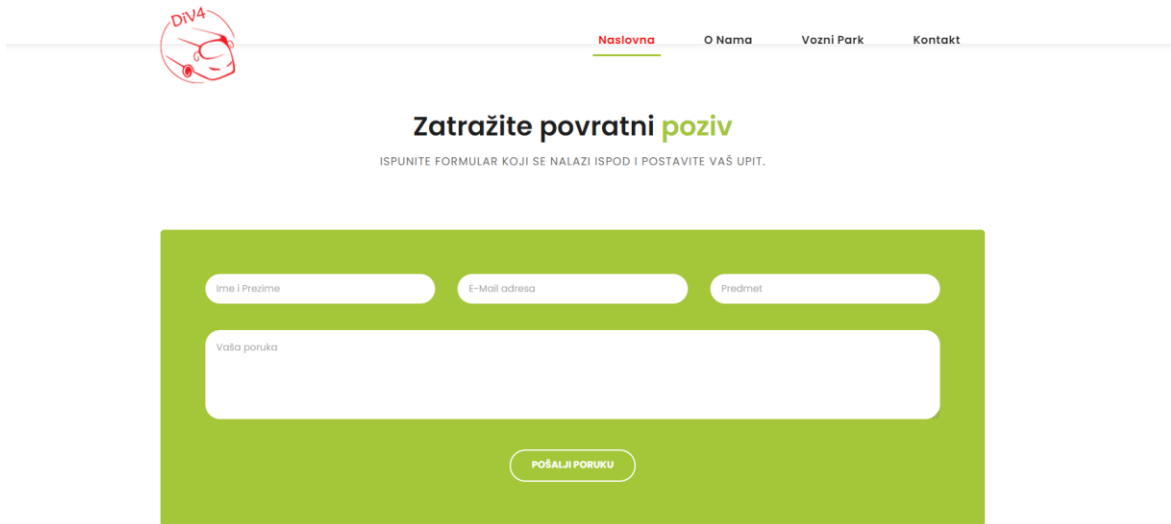 DiV4
Naslovna O Nama Vozni Park Kontakt
Zatražite povratni poziv
ISPUNITE FORMULAR KOJI SE NALAZI ISPOD I POSTAVITE VAŠ UPIT.
Ime i Prezime E-Mail adresa Predmet
Vaša poruka
POŠALJI PORUKU